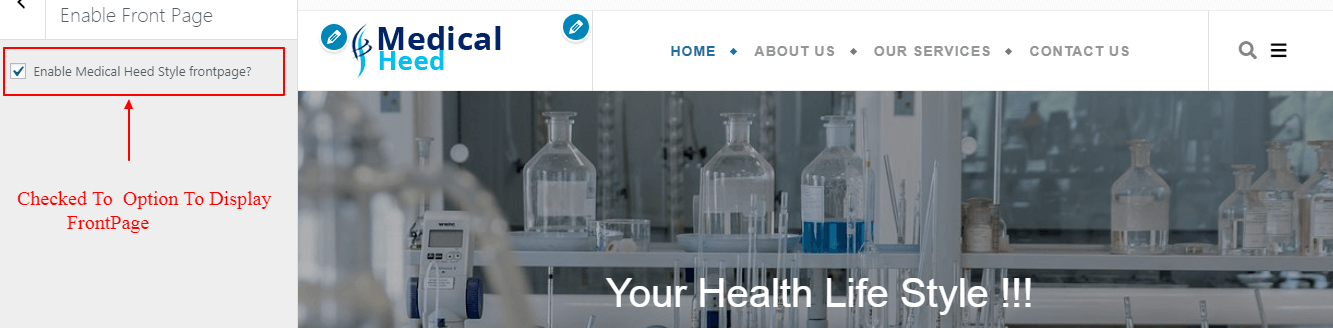 Enable Front Page
Enable Medical Heed Style frontpage?
Checked To Option To Display
FrontPage
Medical
Heed
HOME ABOUT US OUR SERVICES CONTACT US
Your Health Life Style !!!